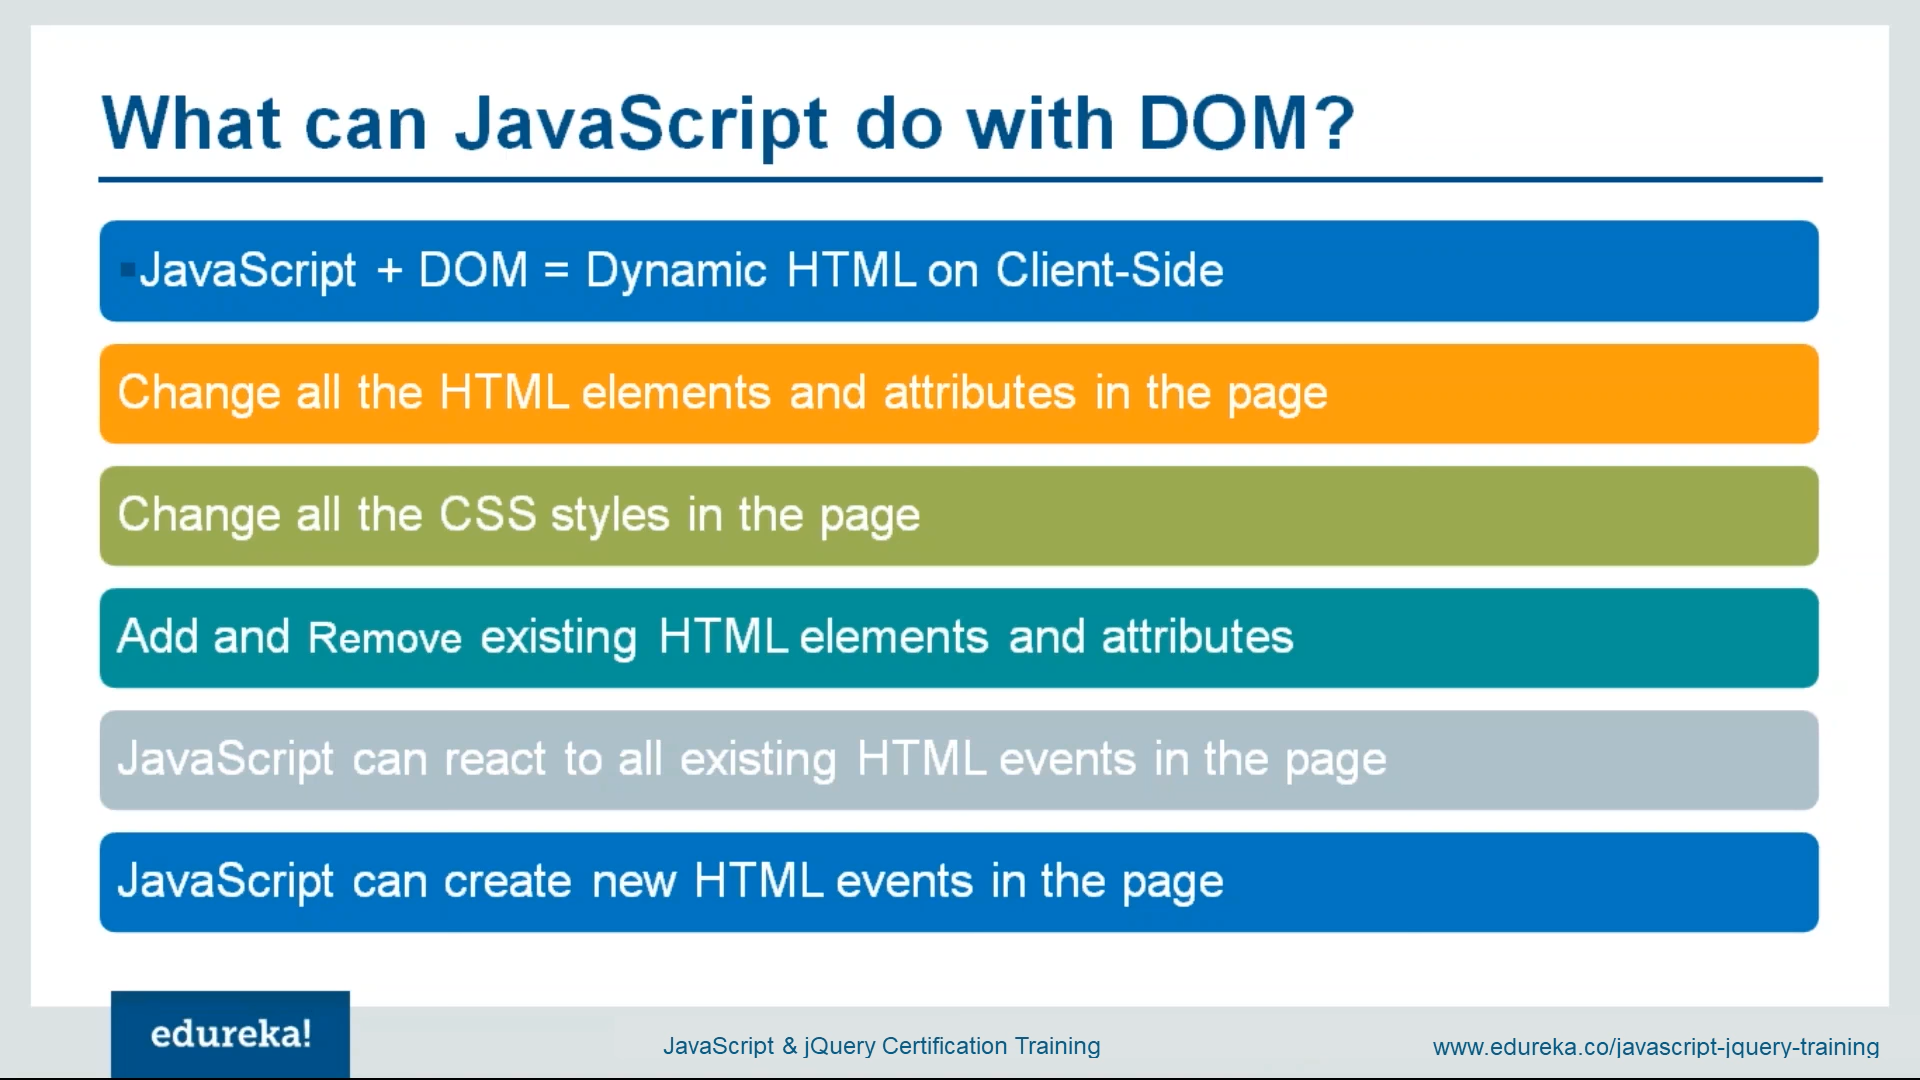 What can JavaScript do with DOM?
▪JavaScript + DOM = Dynamic HTML on Client-Side
Change all the HTML elements and attributes in the page
Change all the CSS styles in the page
Add and Remove existing HTML elements and attributes
JavaScript can react to all existing HTML events in the page
JavaScript can create new HTML events in the page
edureka!
JavaScript & jQuery Certification Training
www.edureka.co/javascript-jquery-training